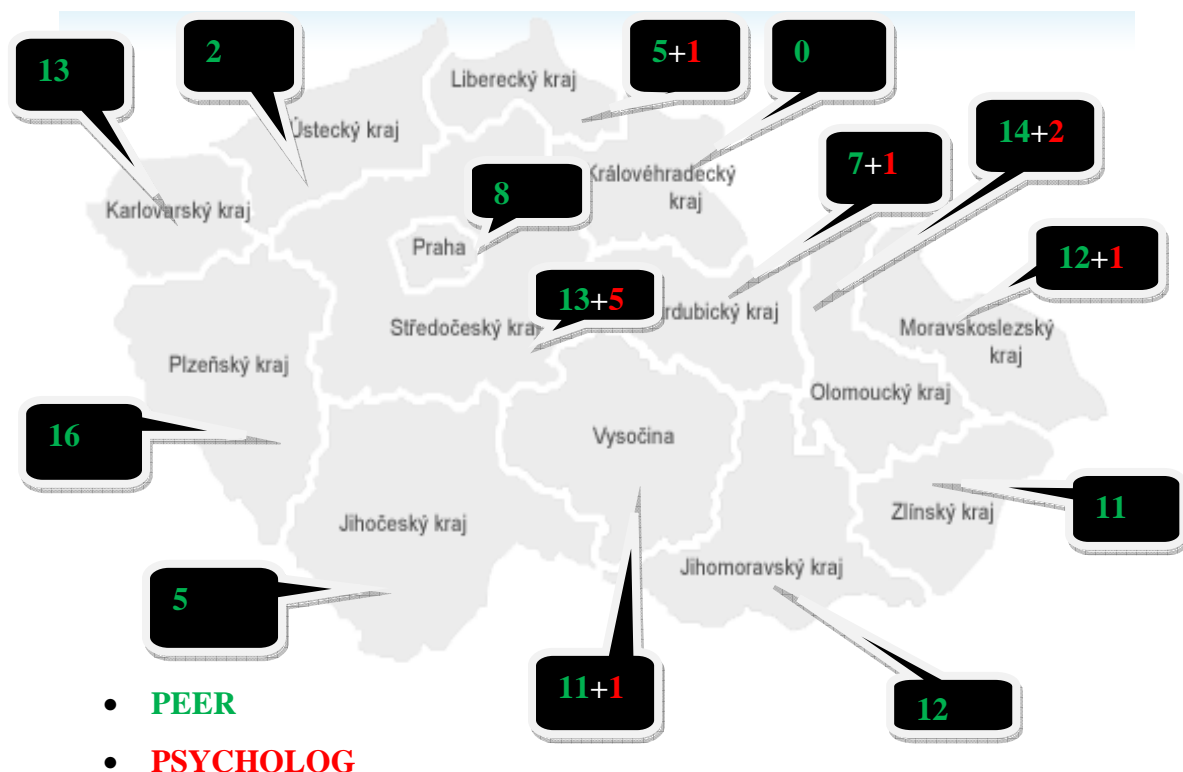 13
2
5+1
0
Liberecký kraj
Ústecký kraj
14+2
7+1
Královéhradecký
kraj
8
Karlovarský kraj
Praha
12+1
13+5
Středočeský kra
rdubický kraj
Moravskoslezský
kraj
Plzeňský kraj
Olomoucký kraj
16
Vysočina
11
Zlínský kraj
Jihočeský kraj
Jihomoravský kraj
5
11+1
12
• PEER
• PSYCHOLOG